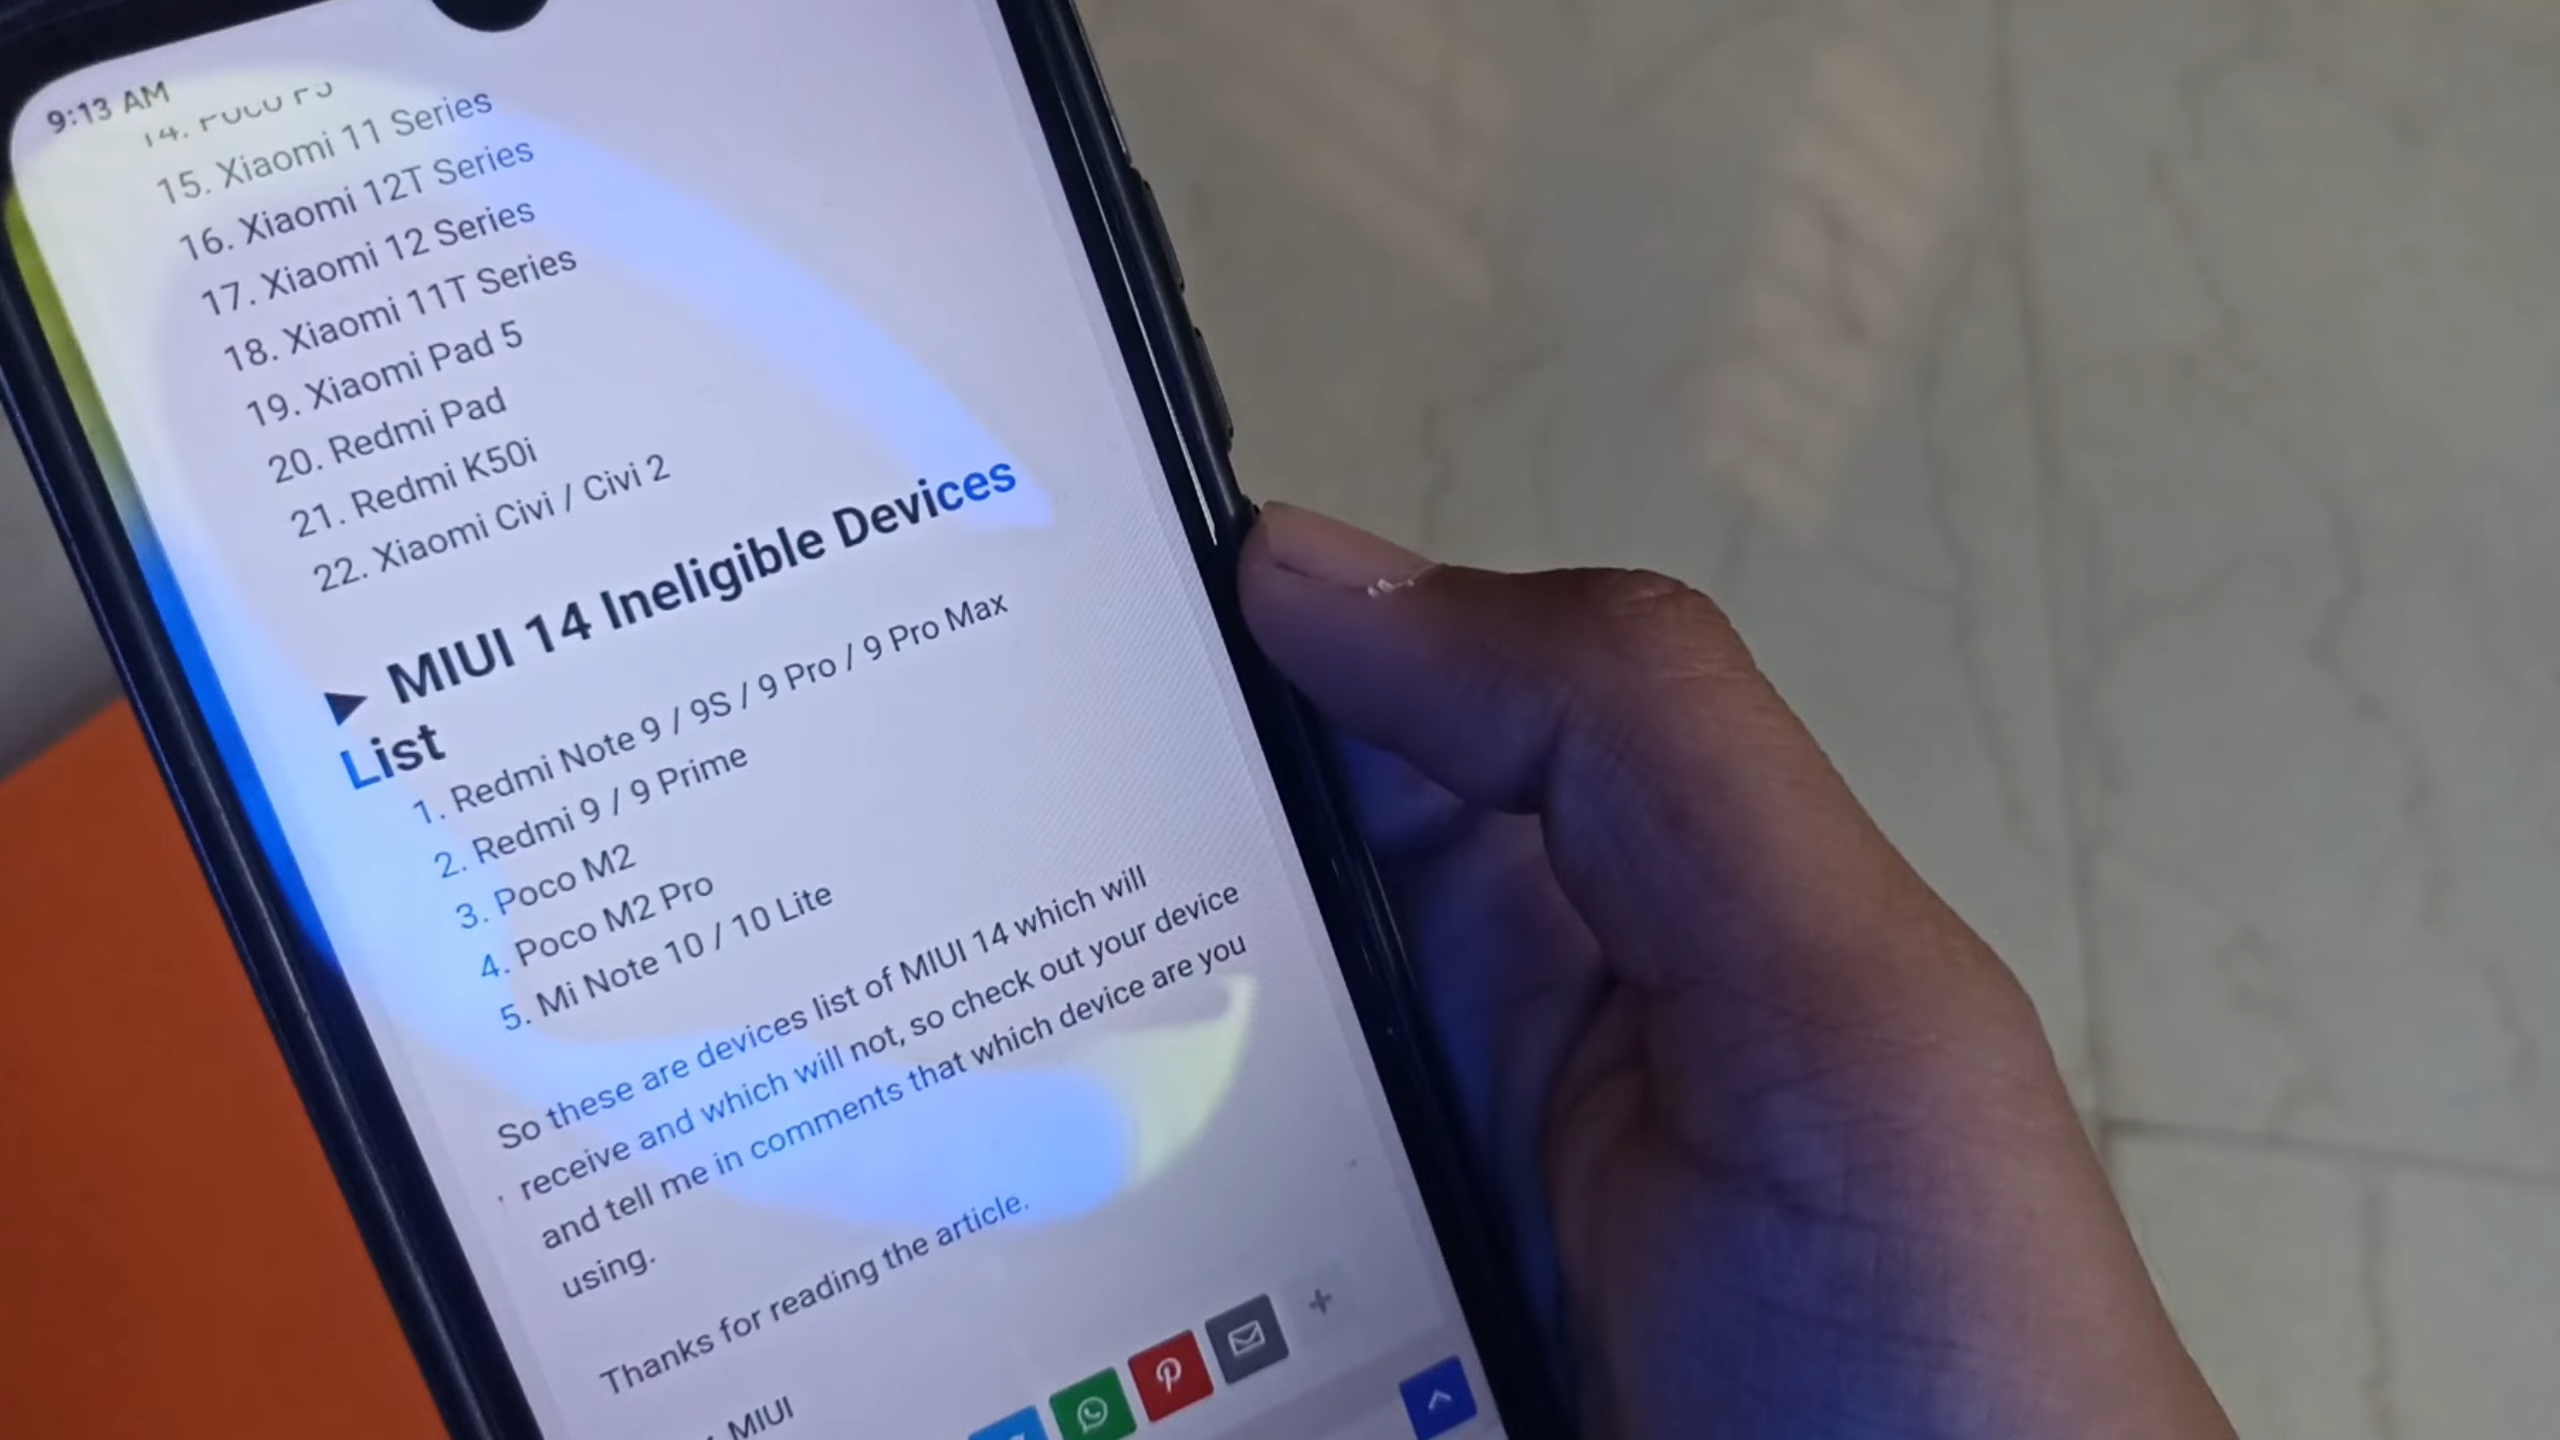 9:13 AM
14. POCO F3
15. Xiaomi 11 Series
16. Xiaomi 12T Series
17. Xiaomi 12 Series
18. Xiaomi 11T Series
19. Xiaomi Pad 5
20. Redmi Pad
21. Redmi K50i
22. Xiaomi Civi / Civi 2
► MIUI 14 Ineligible Devices
List
1. Redmi Note 9 / 9S / 9 Pro / 9 Pro Max
2. Redmi 9 / 9 Prime
3. Poco M2
4. Poco M2 Pro
5. Mi Note 10 / 10 Lite
So these are devices list of MIUI 14 which will
receive and which will not, so check out your device
and tell me in comments that which device are you
using.
Thanks for reading the article.
MIUI